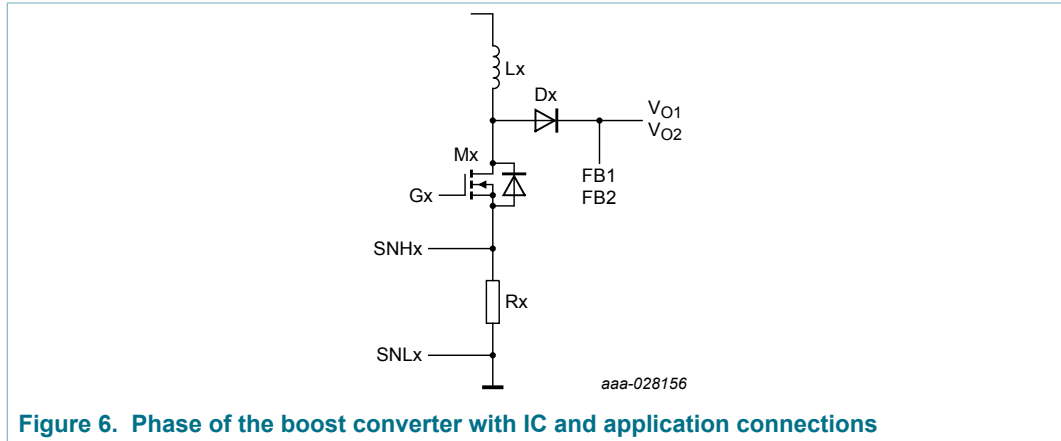 Lx
Dx
VO1
VO2
Mx
Gx
FB1
FB2
SNHx
Rx
SNLx
aaa-028156
Figure 6. Phase of the boost converter with IC and application connections